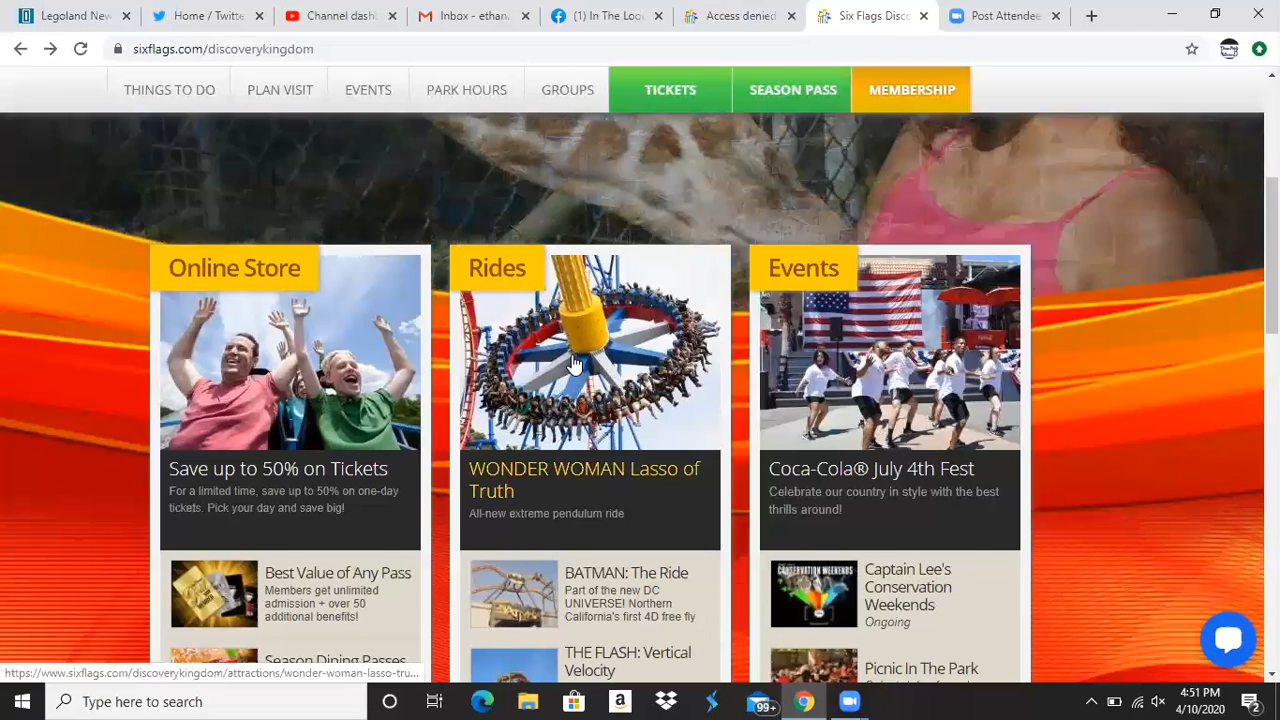 Legoland New
Home / Twitte
Channel dash
Inbox - ethan
(1) In The Loo
Access denied
Six Flags Disc
Post Attendee
sixflags.com/discoverykingdom
THINGS TO DO
PLAN VISIT
EVENTS
PARK HOURS
GROUPS
TICKETS
SEASON PASS
MEMBERSHIP
Online Store
Save up to 50% on Tickets
For a limited time, save up to 50% on one-day
tickets. Pick your day and save big!
Best Value of Any Pass
Members get unlimited
admission + over 50
additional benefits!
Season Dining Passes
Rides
WONDER WOMAN Lasso of
Truth
All-new extreme pendulum ride
BATMAN: The Ride
Part of the new DC
UNIVERSE! Northern
California's first 4D free fly
THE FLASH: Vertical
Velocity
Events
Coca-Cola® July 4th Fest
Celebrate our country in style with the best
thrills around!
CONSERVATION WEEKENDS
Captain Lee's
Conservation
Weekends
Ongoing
Picnic In The Park
https://www.sixflags.com/discoverykingdom/attractions/wonder-woman-lasso-tru...
Type here to search
99+
4:51 PM
4/10/2020
2